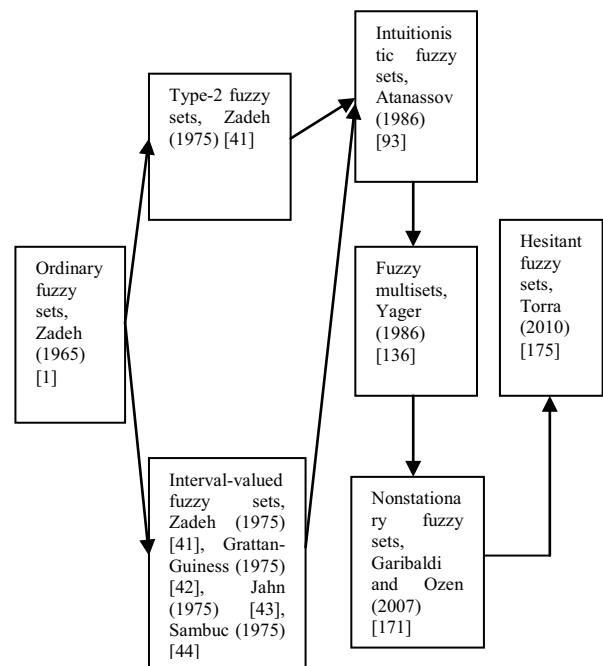 Ordinary
fuzzy
sets,
Zadeh
(1965)
[1]
Type-2 fuzzy
sets, Zadeh
(1975) [41]
Interval-valued
fuzzy sets,
Zadeh (1975)
[41], Grattan-
Guiness (1975)
[42], Jahn
(1975) [43],
Sambuc (1975)
[44]
Intuitionis
tic fuzzy
sets,
Atanassov
(1986)
[93]
Fuzzy
multisets,
Yager
(1986)
[136]
Nonstationa
ry fuzzy
sets,
Garibaldi
and Ozen
(2007)
[171]
Hesitant
fuzzy
sets,
Torra
(2010)
[175]